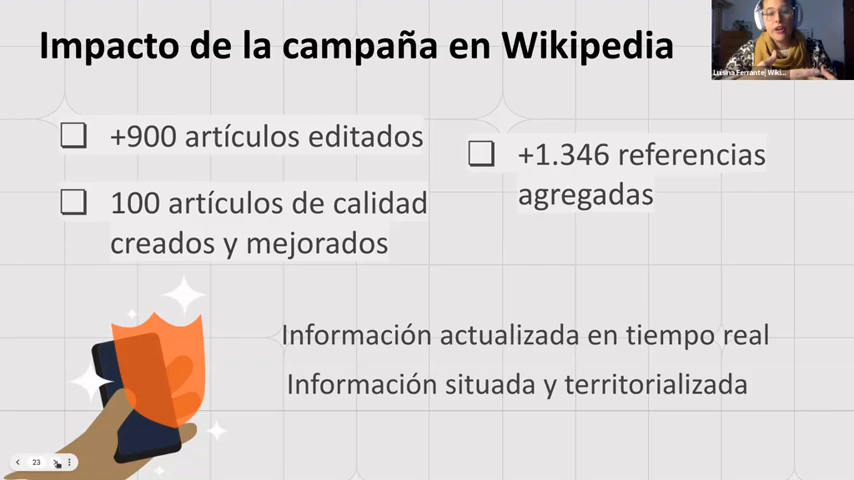 Impacto de la campaña en Wikipedia
Luisina Ferrante| Wiki...
+900 artículos editados
100 artículos de calidad
creados y mejorados
+1.346 referencias
agregadas
Información actualizada en tiempo real
Información situada y territorializada
23